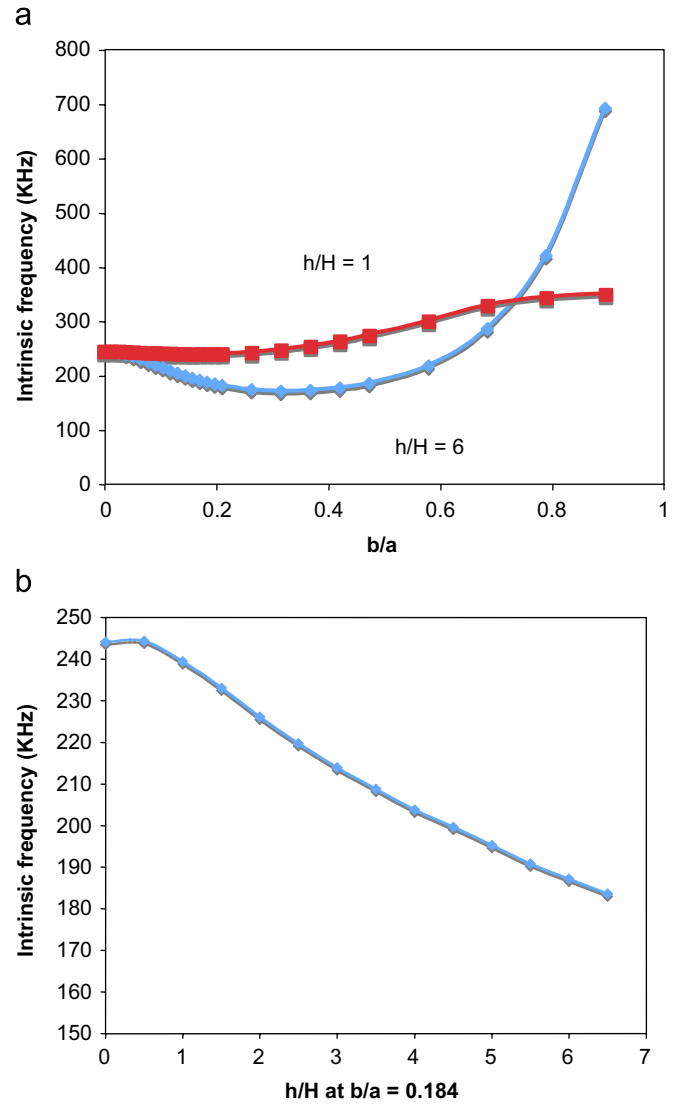 a
800
700
600
500
400
300
200
100
0
Intrinsic frequency (KHz)
h/H = 1
h/H = 6
0 0.2 0.4 0.6 0.8 1
b/a
b
250
240
230
220
210
200
190
180
170
160
150
Intrinsic frequency (KHz)
0 1 2 3 4 5 6 7
h/H at b/a = 0.184